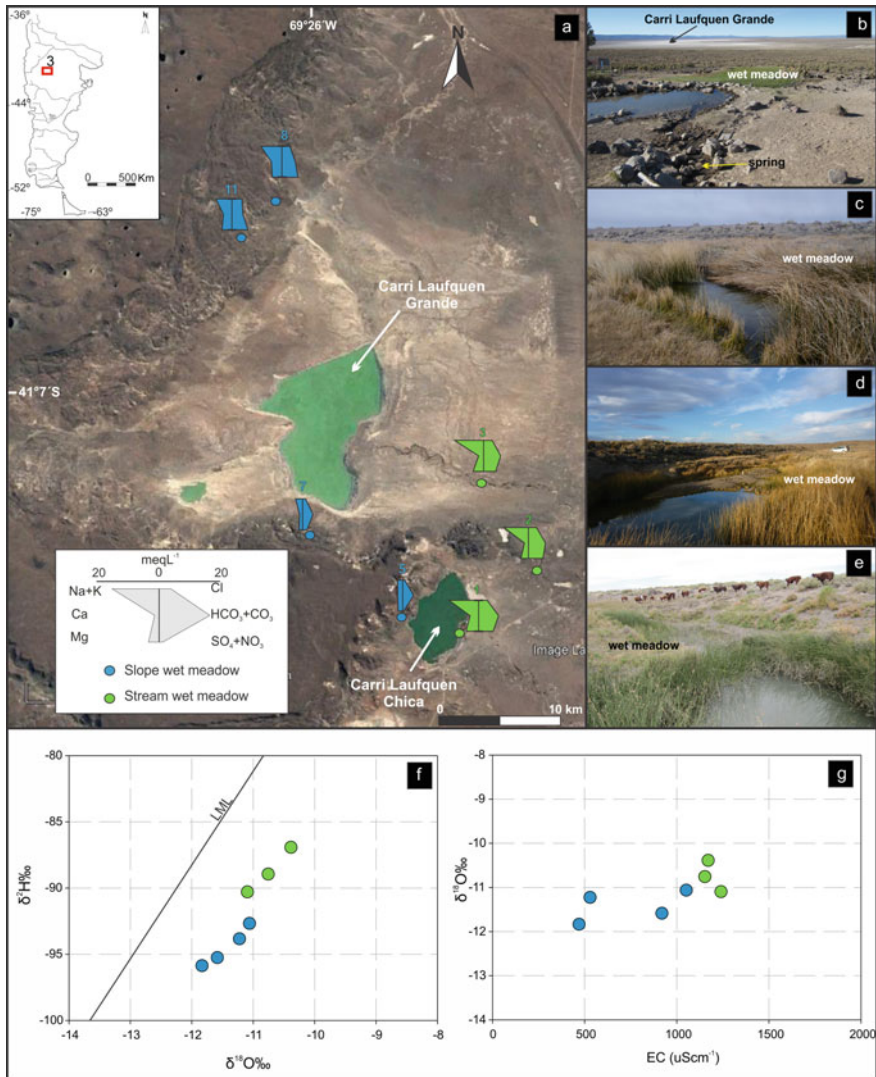 -36°
N
3
-44°
-52°
0 500
Km
-75°
-63°
69°26 W
a
N
8
11
Carri Laufquen
Grande
41°7´S
3
7
5
meqL⁻¹
20 0 20
Na+K Cl
Ca HCO₃+CO₃
Mg SO₄+NO₃
Slope wet meadow
Stream wet meadow
Image La
Carri Laufquen
Chica
0 10 km
Carri Laufquen Grande
b
wet meadow
spring
c
wet meadow
d
wet meadow
e
wet meadow
f
-80
-85
-90
-95
-100
δ²H‰
LML
-14 -13 -12 -11 -10 -9 -8
δ¹⁸O‰
g
-8
-9
-10
-11
-12
-13
-14
δ¹⁸O‰
0 500 1000 1500 2000
EC (uScm⁻¹)